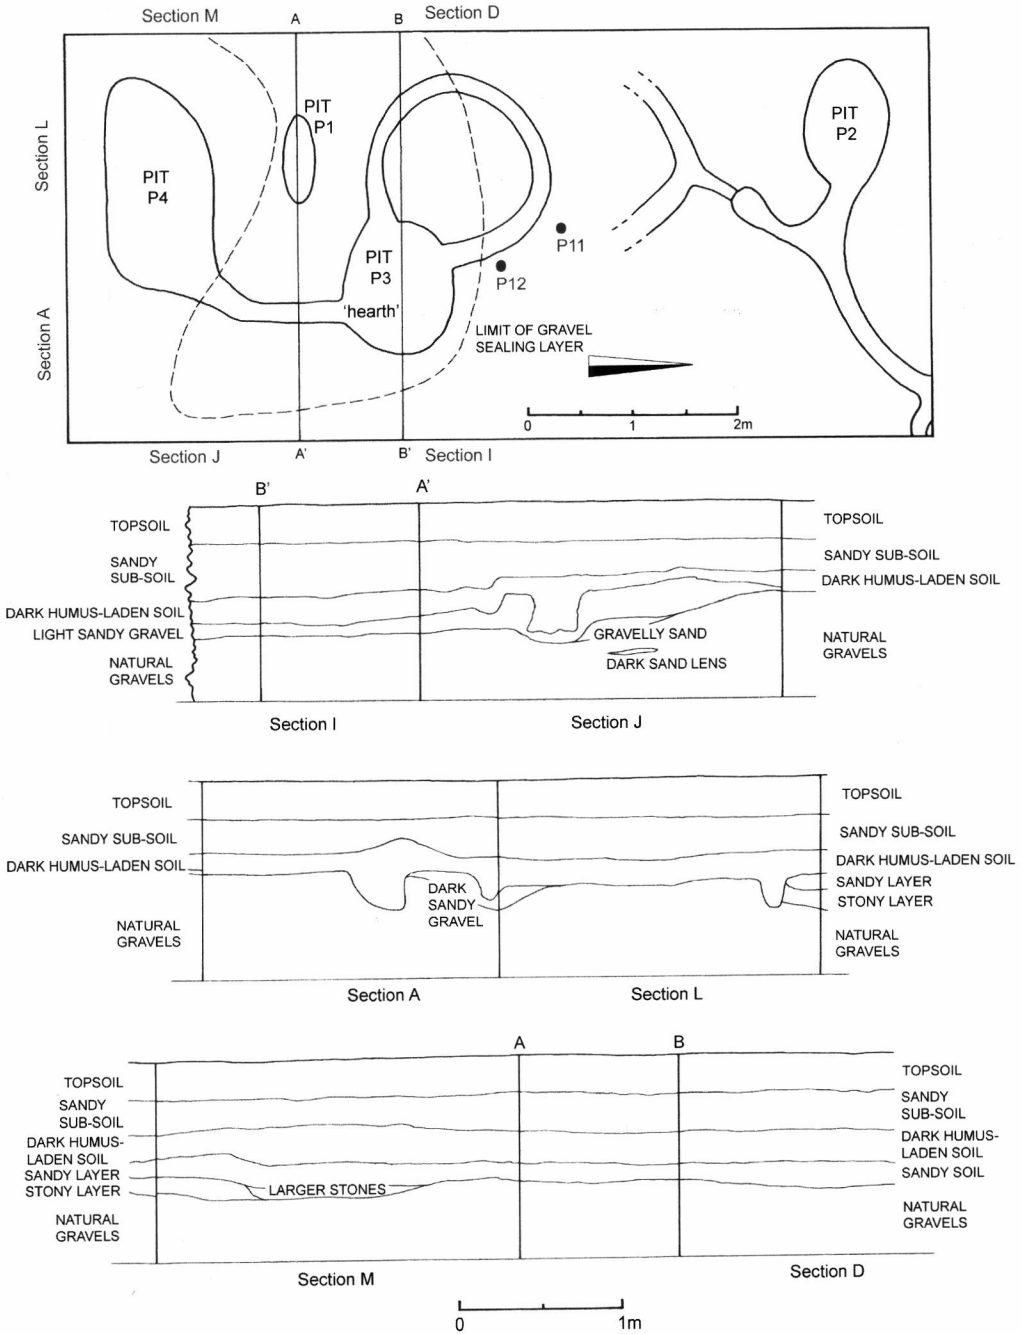 Section M
A
B
Section D
Section L
Section A
PIT
P1
PIT
P2
PIT
P4
PIT
P3
'hearth'
P11
P12
LIMIT OF GRAVEL
SEALING LAYER
0 1 2m
Section J
A'
B'
Section I
B'
A'
TOPSOIL
SANDY
SUB-SOIL
DARK HUMUS-LADEN SOIL
LIGHT SANDY GRAVEL
NATURAL
GRAVELS
GRAVELLY SAND
DARK SAND LENS
TOPSOIL
SANDY SUB-SOIL
DARK HUMUS-LADEN SOIL
NATURAL
GRAVELS
Section I
Section J
TOPSOIL
SANDY SUB-SOIL
DARK HUMUS-LADEN SOIL
NATURAL
GRAVELS
DARK
SANDY
GRAVEL
TOPSOIL
SANDY SUB-SOIL
DARK HUMUS-LADEN SOIL
SANDY LAYER
STONY LAYER
NATURAL
GRAVELS
Section A
Section L
A
B
TOPSOIL
SANDY
SUB-SOIL
DARK HUMUS-
LADEN SOIL
SANDY LAYER
STONY LAYER
NATURAL
GRAVELS
LARGER STONES
TOPSOIL
SANDY
SUB-SOIL
DARK HUMUS-
LADEN SOIL
SANDY SOIL
NATURAL
GRAVELS
Section M
Section D
0 1m